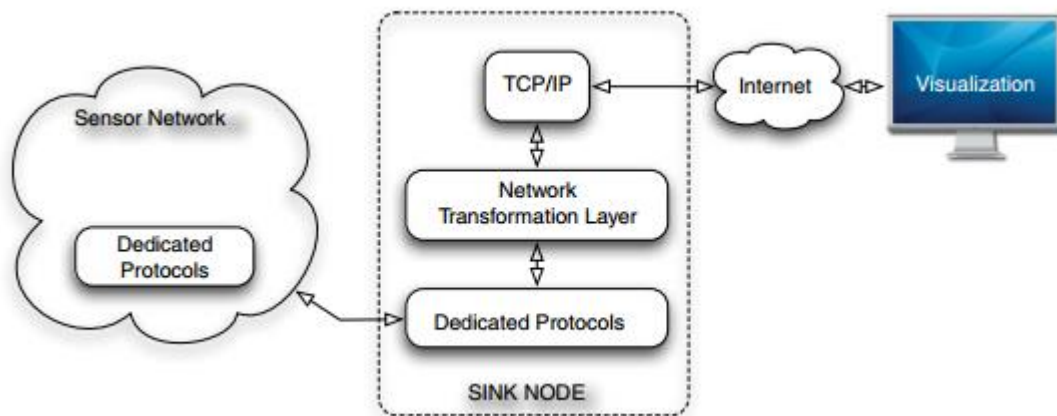 Sensor Network
Dedicated
Protocols
TCP/IP
Network
Transformation Layer
Dedicated Protocols
SINK NODE
Internet
Visualization